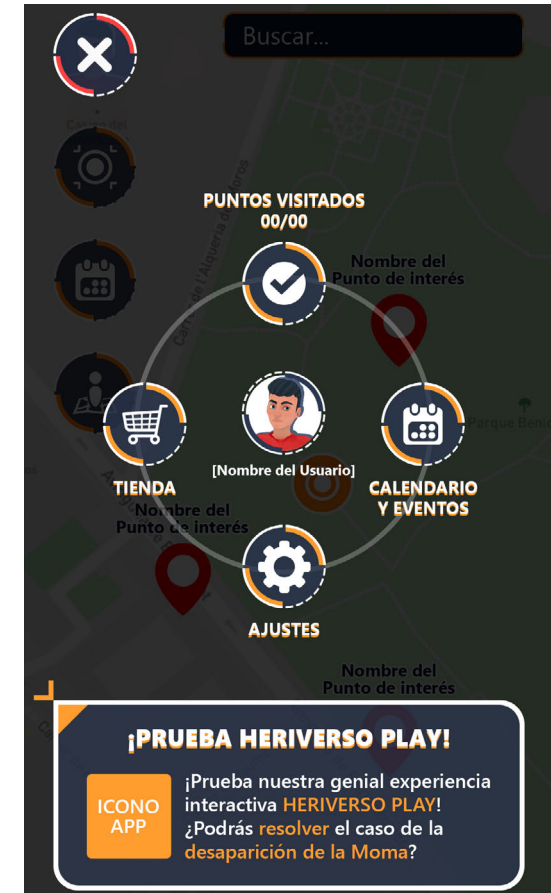 Buscar...
PUNTOS VISITADOS
00/00
Nombre del
Punto de interés
Parque Beni
[Nombre del Usuario]
TIENDA
CALENDARIO
Y EVENTOS
Nombre del
Punto de interés
AJUSTES
Nombre del
Punto de interés
¡PRUEBA HERIVERSO PLAY!
ICONO
APP
¡Prueba nuestra genial experiencia
interactiva HERIVERSO PLAY!
¿Podrás resolver el caso de la
desaparición de la Moma?